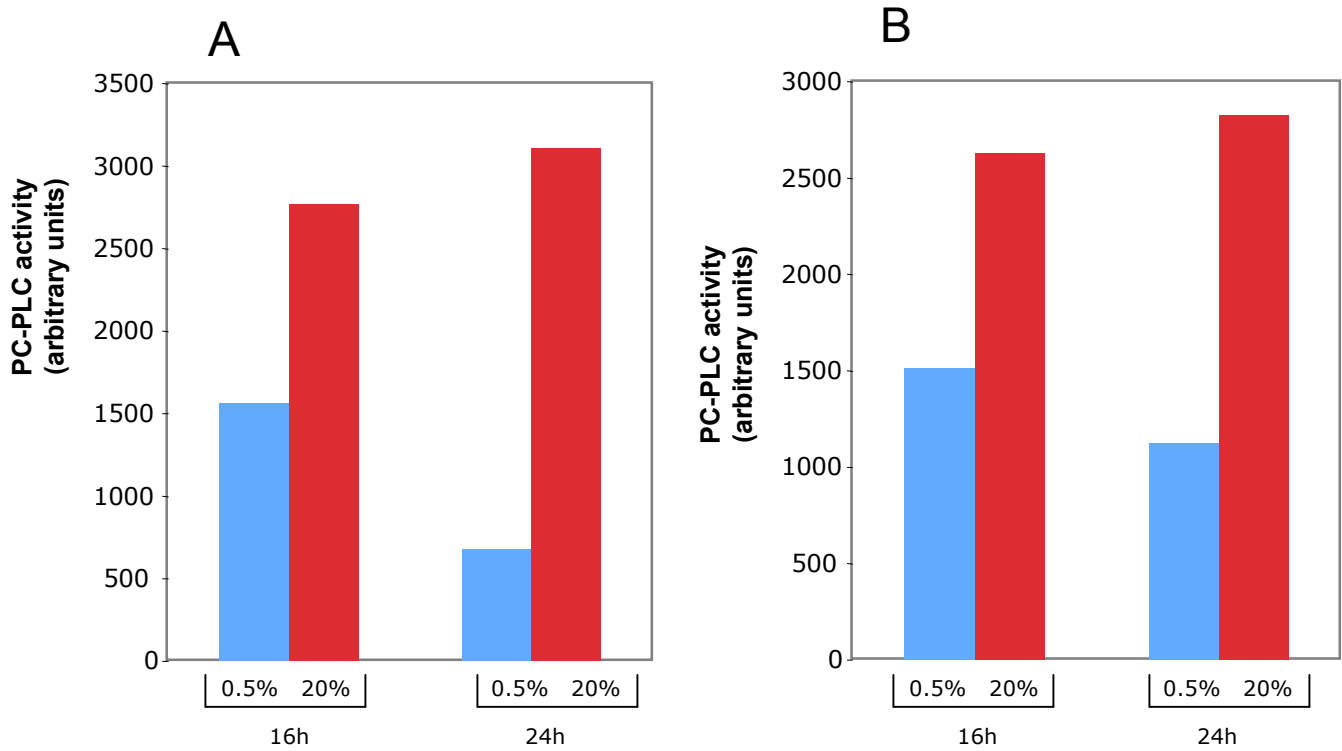 A
PC-PLC activity
(arbitrary units)
3500
3000
2500
2000
1500
1000
500
0
0.5% 20%
0.5% 20%
16h
24h
B
PC-PLC activity
(arbitrary units)
3000
2500
2000
1500
1000
500
0
0.5% 20%
0.5% 20%
16h
24h